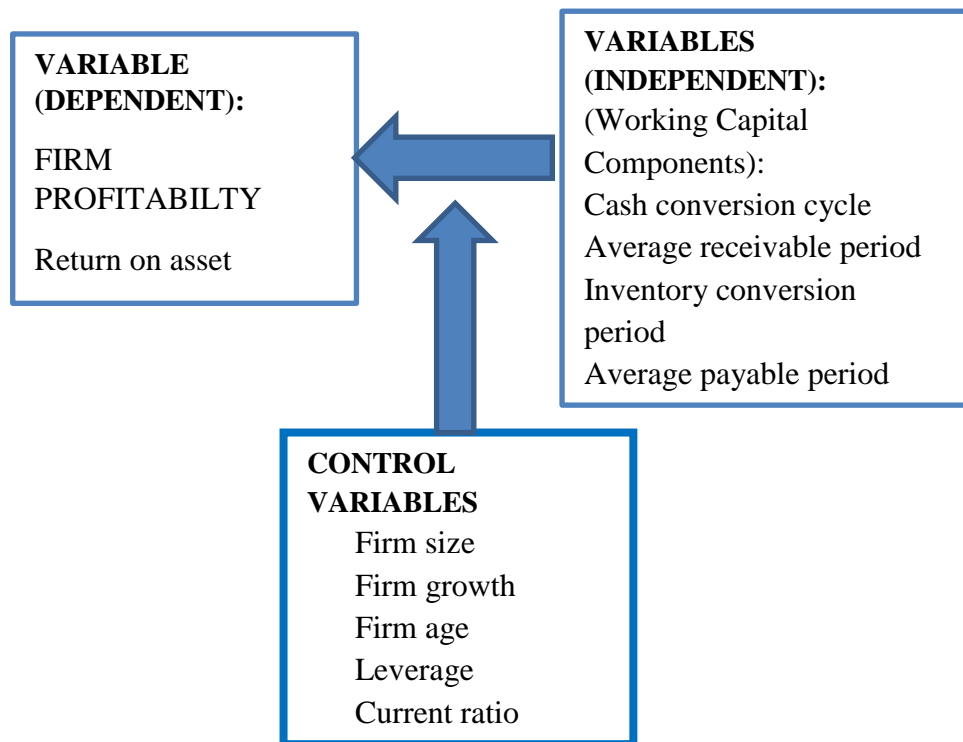 VARIABLE
(DEPENDENT):
FIRM
PROFITABILTY
Return on asset
VARIABLES
(INDEPENDENT):
(Working Capital
Components):
Cash conversion cycle
Average receivable period
Inventory conversion
period
Average payable period
CONTROL
VARIABLES
Firm size
Firm growth
Firm age
Leverage
Current ratio